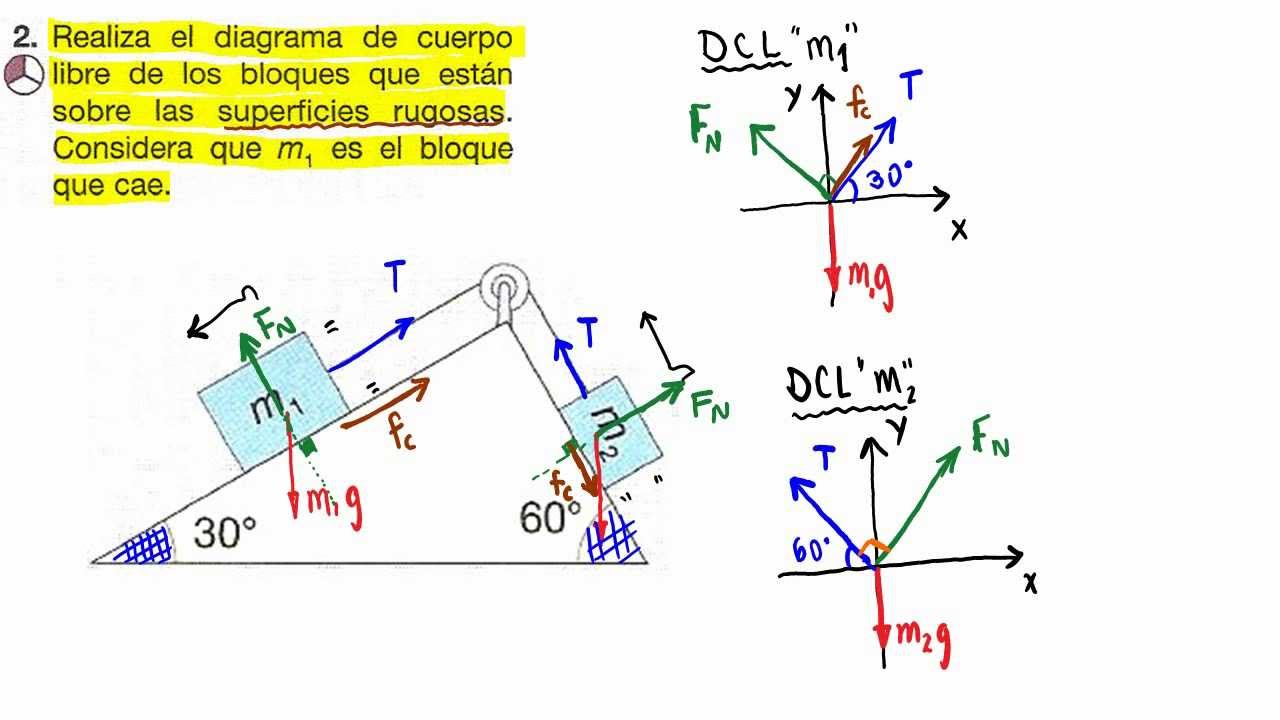 2. Realiza el diagrama de cuerpo
libre de los bloques que están
sobre las superficies rugosas.
Considera que m₁ es el bloque
que cae.
DCL "m₁"
y
fc
T
FN
30°
x
m₁g
T
FN
=
T
m₁
=
fc
FN
m₂
fc
m₁g
30°
60°
" "
DCL "m₂"
y
T
FN
60°
x
m₂g